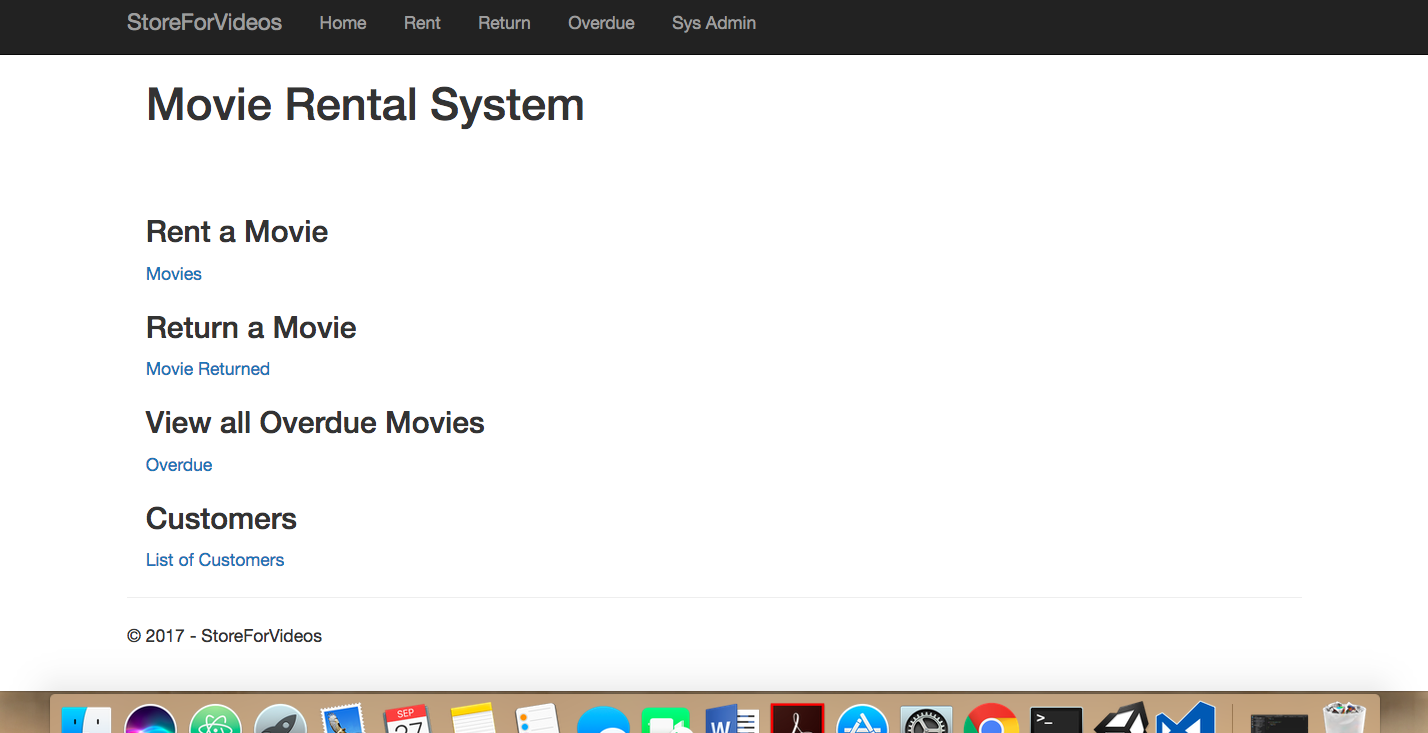 StoreForVideos Home Rent Return Overdue Sys Admin
Movie Rental System
Rent a Movie
Movies
Return a Movie
Movie Returned
View all Overdue Movies
Overdue
Customers
List of Customers
© 2017 - StoreForVideos
SEP
27
W
>_